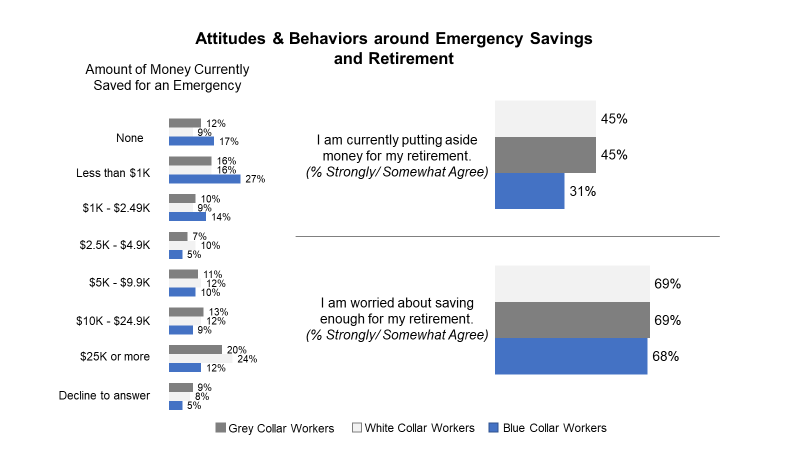 Attitudes & Behaviors around Emergency Savings
and Retirement
Amount of Money Currently
Saved for an Emergency
None
12%
9%
17%
Less than $1K
16%
16%
27%
$1K - $2.49K
10%
9%
14%
$2.5K - $4.9K
7%
10%
5%
$5K - $9.9K
11%
12%
10%
$10K - $24.9K
13%
12%
9%
$25K or more
20%
24%
12%
Decline to answer
9%
8%
5%
I am currently putting aside
money for my retirement.
(% Strongly/ Somewhat Agree)
45%
45%
31%
I am worried about saving
enough for my retirement.
(% Strongly/ Somewhat Agree)
69%
69%
68%
Grey Collar Workers
White Collar Workers
Blue Collar Workers